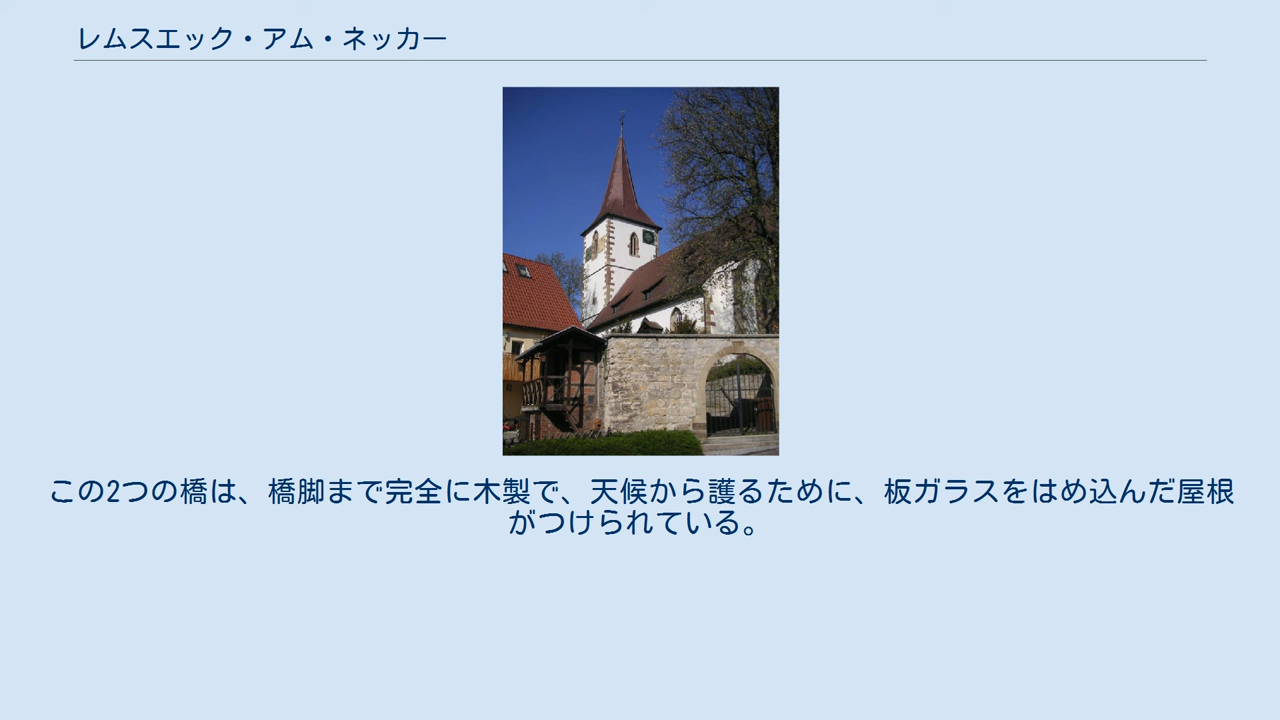 レムスエック・アム・ネッカー
この2つの橋は、橋脚まで完全に木製で、天候から護るために、板ガラスをはめ込んだ屋根
がつけられている。